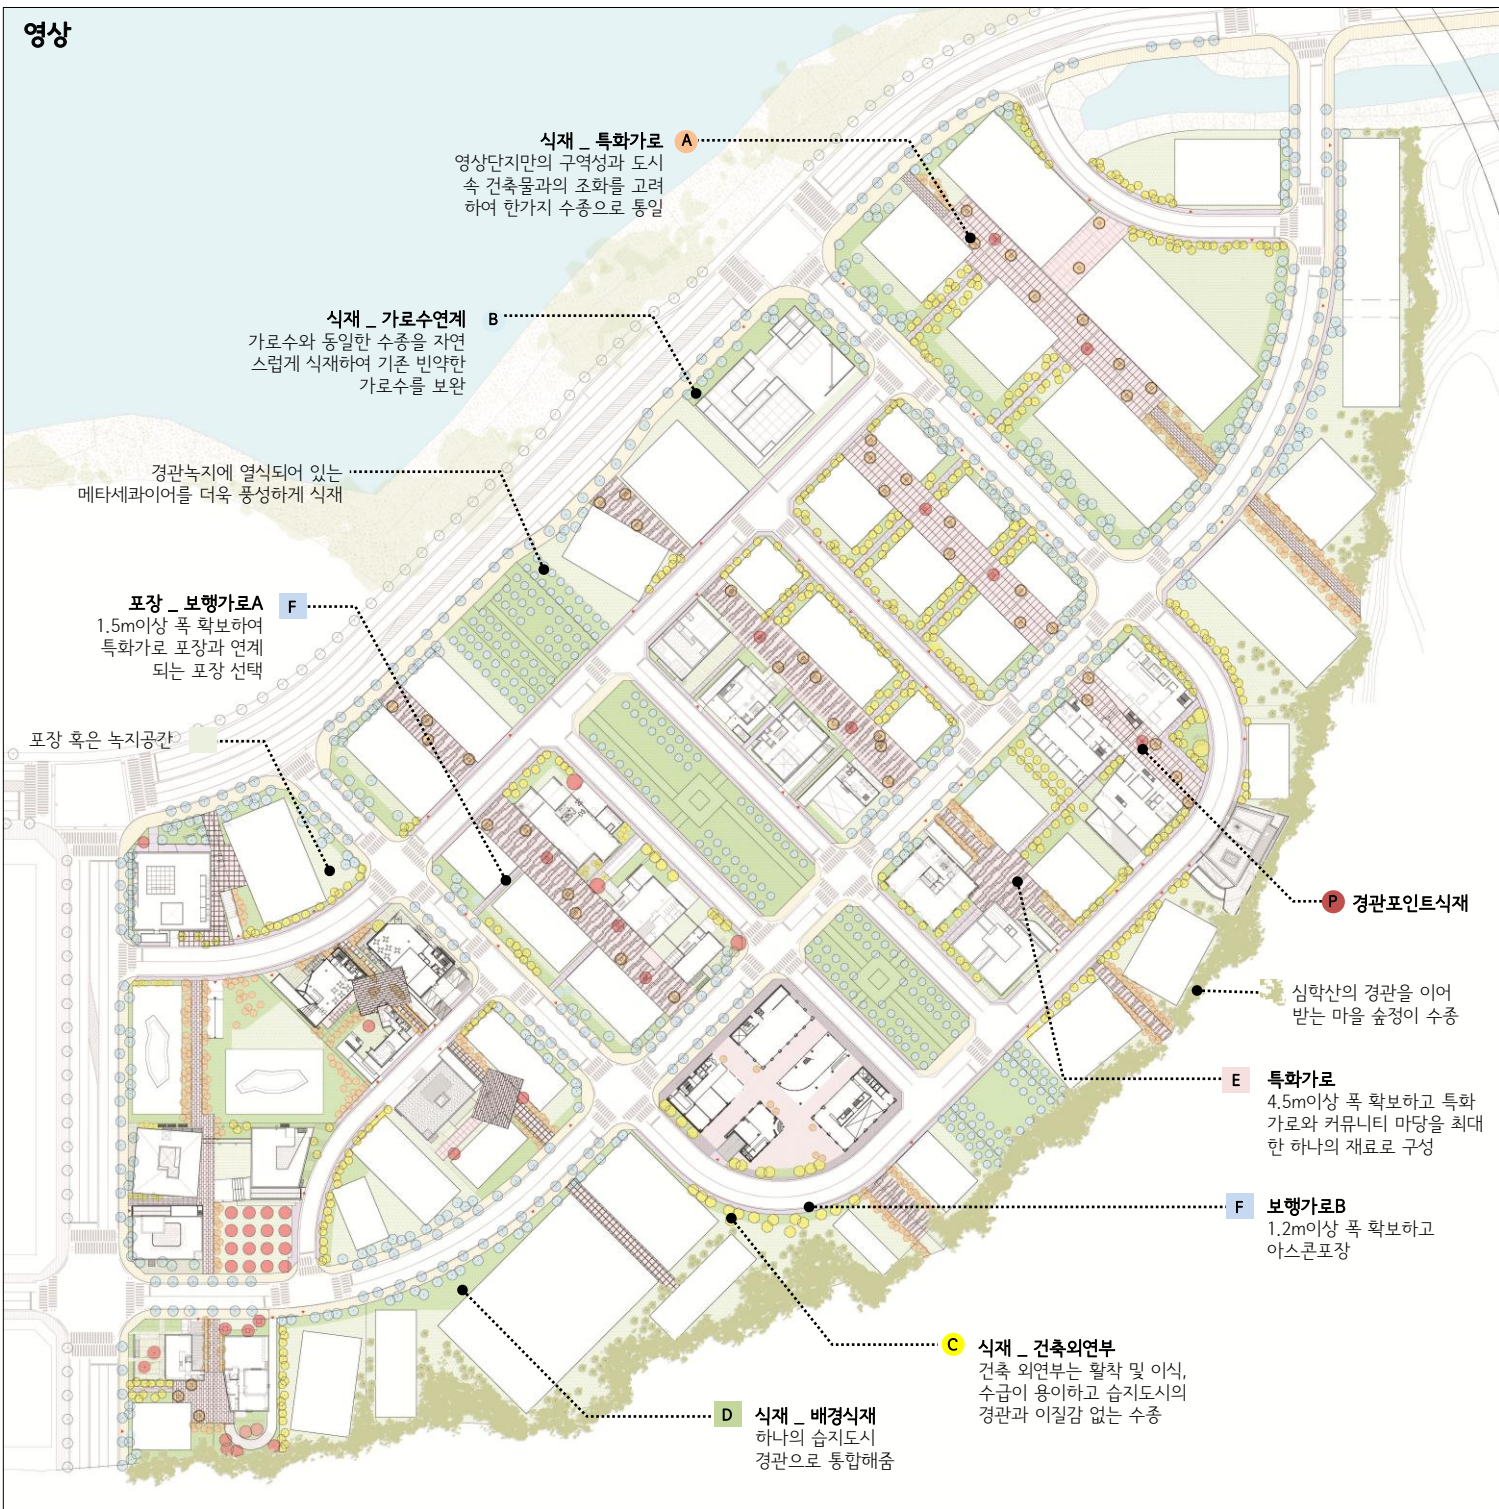 영상
식재 _ 특화가로 A
영상단지만의 구역성과 도시
속 건축물과의 조화를 고려
하여 한가지 수종으로 통일
식재 _ 가로수연계 B
가로수와 동일한 수종을 자연
스럽게 식재하여 기존 빈약한
가로수를 보완
경관녹지에 열식되어 있는
메타세콰이어를 더욱 풍성하게 식재
포장 _ 보행가로A F
1.5m이상 폭 확보하여
특화가로 포장과 연계
되는 포장 선택
포장 혹은 녹지공간
P 경관포인트식재
심학산의 경관을 이어
받는 마을 숲정이 수종
E 특화가로
4.5m이상 폭 확보하고 특화
가로와 커뮤니티 마당을 최대
한 하나의 재료로 구성
F 보행가로B
1.2m이상 폭 확보하고
아스콘포장
C 식재 _ 건축외연부
건축 외연부는 활착 및 이식,
수급이 용이하고 습지도시의
경관과 이질감 없는 수종
D 식재 _ 배경식재
하나의 습지도시
경관으로 통합해줌